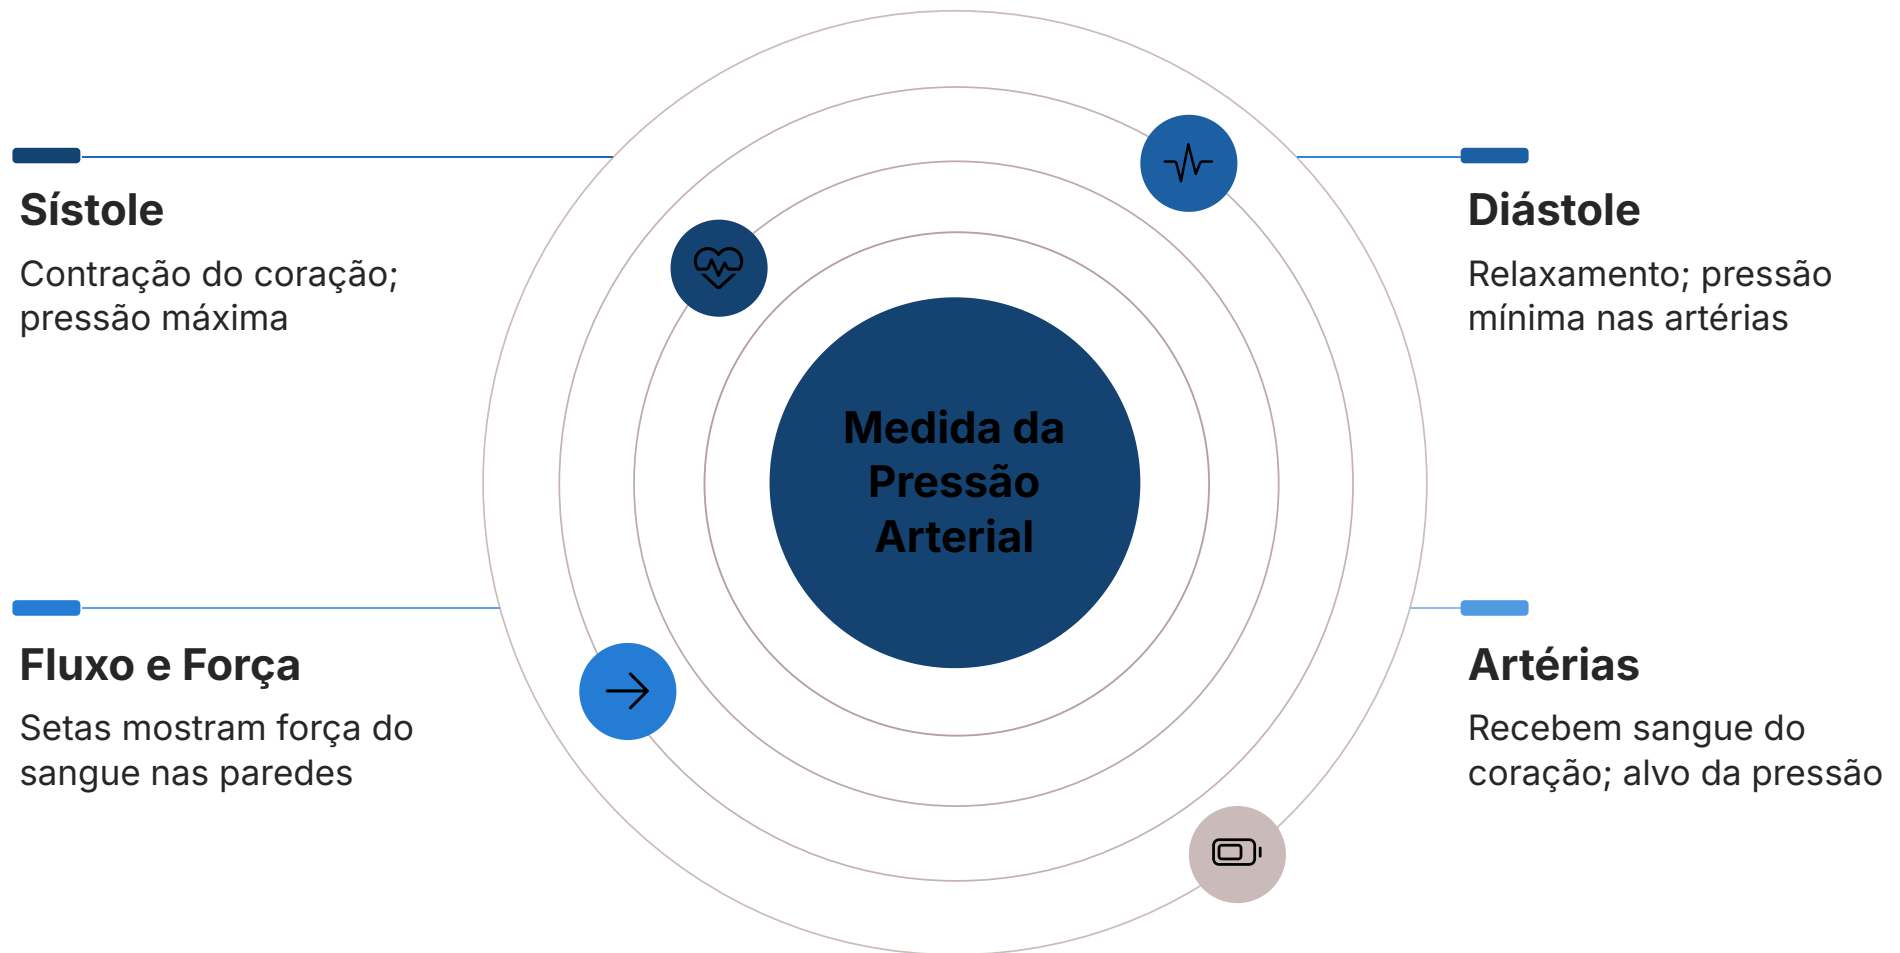 Sístole
Contração do coração;
pressão máxima
Diástole
Relaxamento; pressão
mínima nas artérias
Medida da
Pressão
Arterial
Fluxo e Força
Setas mostram força do
sangue nas paredes
Artérias
Recebem sangue do
coração; alvo da pressão